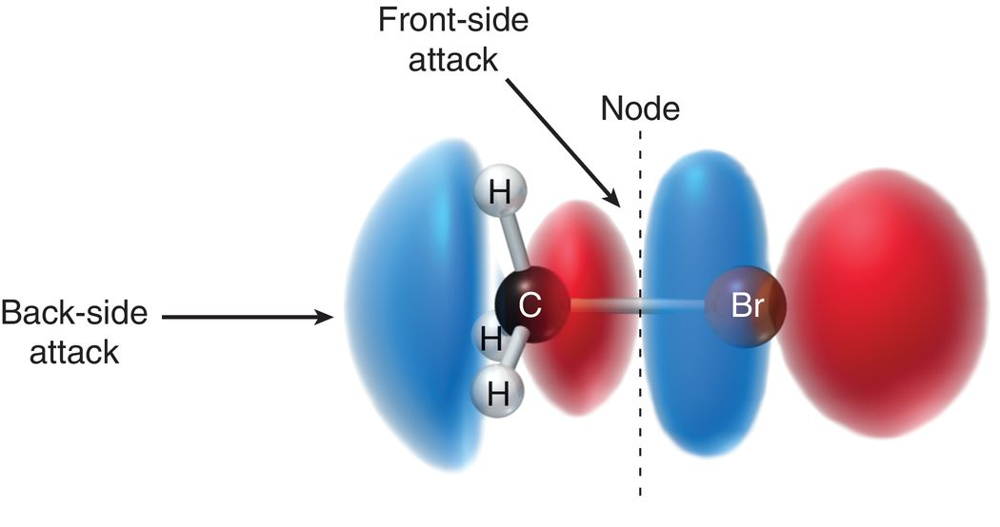 Front-side
attack
Node
H
C
Br
Back-side
attack
H
H